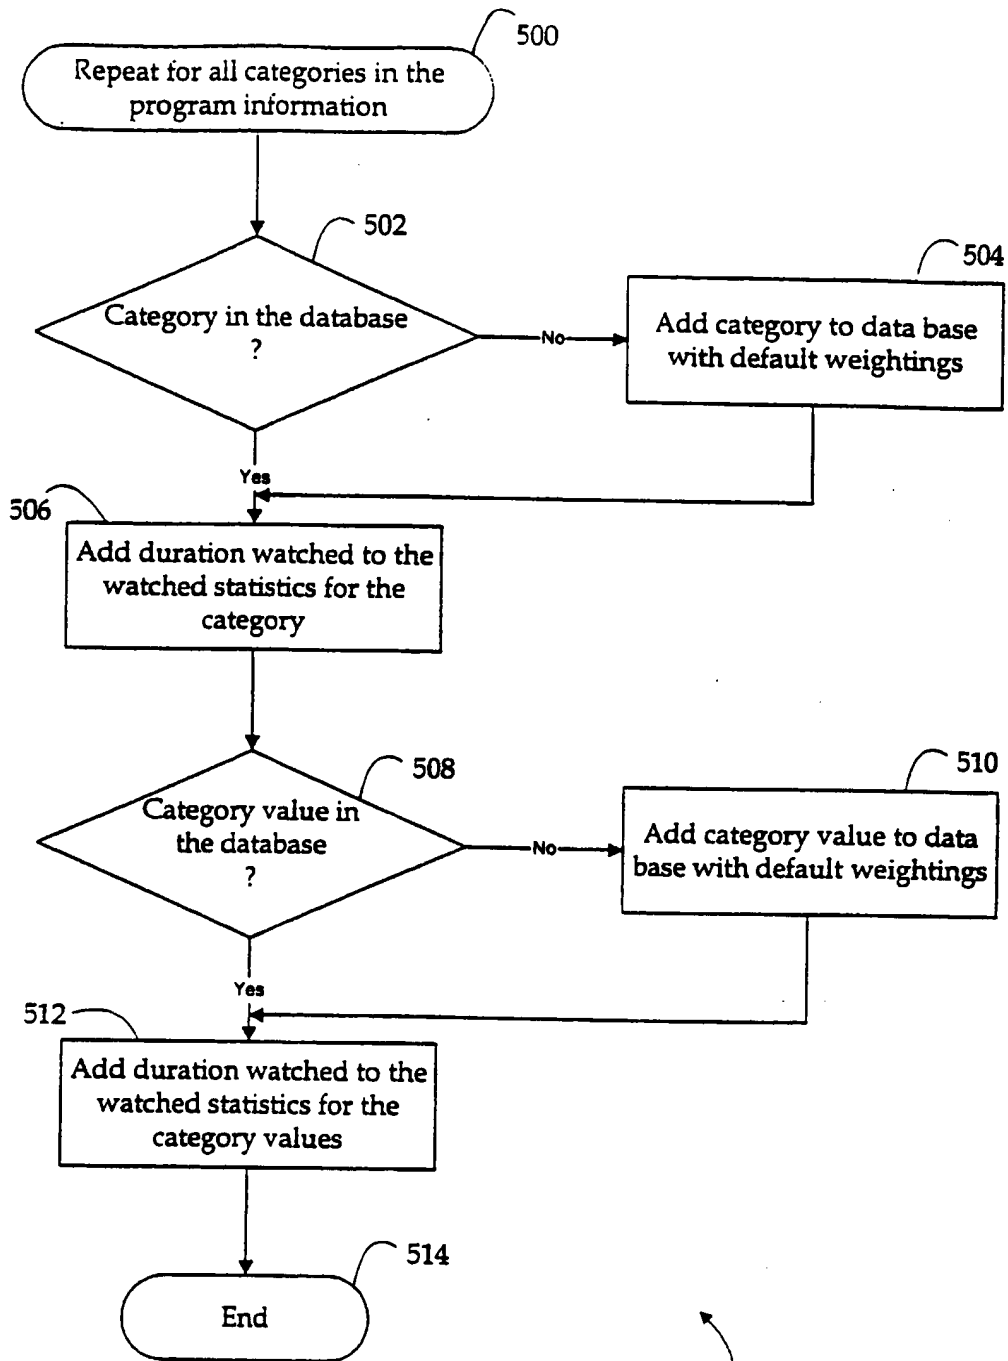 500
Repeat for all categories in the
program information
502
Category in the database
?
No
504
Add category to data base
with default weightings
Yes
506
Add duration watched to the
watched statistics for the
category
508
Category value in
the database
?
No
510
Add category value to data
base with default weightings
Yes
512
Add duration watched to the
watched statistics for the
category values
514
End